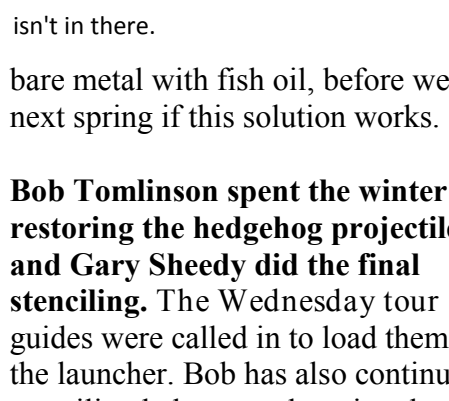 isn't in there.
bare metal with fish oil, before we
next spring if this solution works.
Bob Tomlinson spent the winter
restoring the hedgehog projectile
and Gary Sheedy did the final
stenciling. The Wednesday tour
guides were called in to load them
the launcher. Bob has also continu